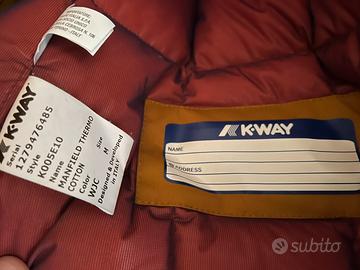 K-WAY
Serial
1279476485
Style
K005E10
Name
MANFIELD THERMO
COTTON
Color Size
WJC M
Designed & Developed
in ITALY
K-WAY
NAME
ADDRESS
subito